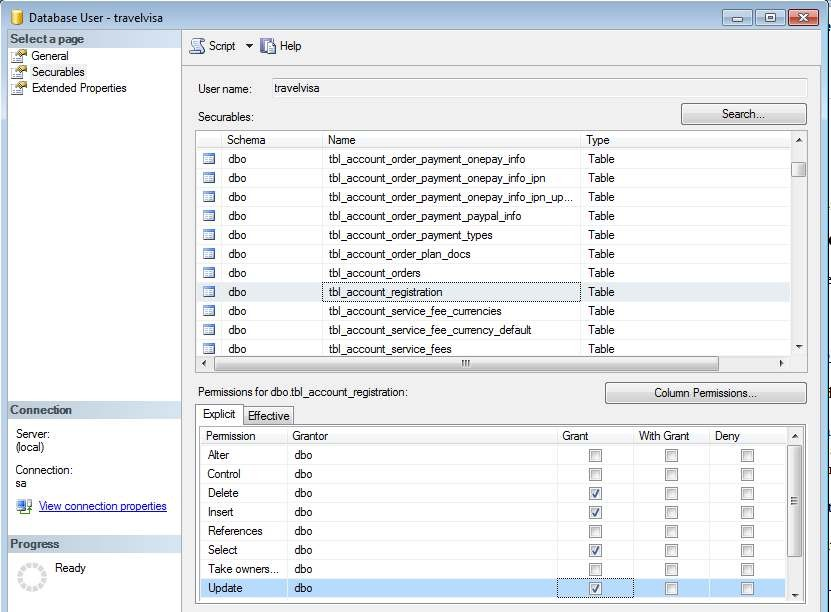 Database User - travelvisa
Select a page
General
Securables
Extended Properties
Script Help
User name: travelvisa
Securables:
Search...
Schema Name Type
dbo tbl_account_order_payment_onepay_info Table
dbo tbl_account_order_payment_onepay_info_ipn Table
dbo tbl_account_order_payment_onepay_info_ipn_up... Table
dbo tbl_account_order_payment_paypal_info Table
dbo tbl_account_order_payment_types Table
dbo tbl_account_order_plan_docs Table
dbo tbl_account_orders Table
dbo tbl_account_registration Table
dbo tbl_account_service_fee_currencies Table
dbo tbl_account_service_fee_currency_default Table
dbo tbl_account_service_fees Table
Permissions for dbo.tbl_account_registration:
Column Permissions...
Explicit Effective
Permission Grantor Grant With Grant Deny
Alter dbo
Control dbo
Delete dbo
Insert dbo
References dbo
Select dbo
Take owners... dbo
Update dbo
Connection
Server:
(local)
Connection:
sa
View connection properties
Progress
Ready